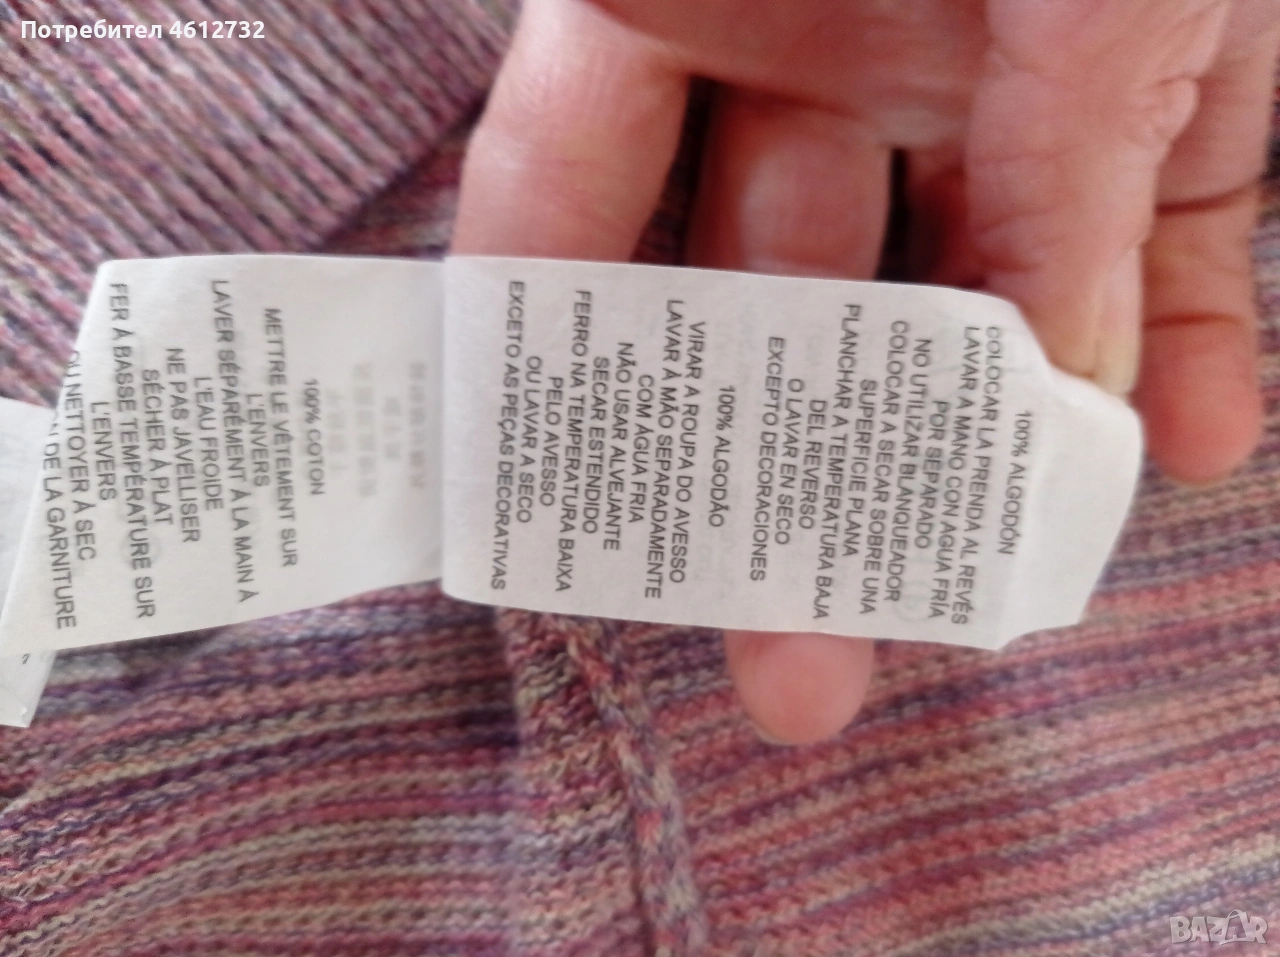 Потребител 4612732
100% ALGODÓN
COLOCAR LA PRENDA AL REVÉS
LAVAR A MANO CON AGUA FRÍA
POR SEPARADO
NO UTILIZAR BLANQUEADOR
COLOCAR A SECAR SOBRE UNA
SUPERFICIE PLANA
PLANCHAR A TEMPERATURA BAJA
DEL REVERSO
O LAVAR EN SECO
EXCEPTO DECORACIONES
100% ALGODÃO
VIRAR A ROUPA DO AVESSO
LAVAR À MÃO SEPARADAMENTE
COM ÁGUA FRIA
NÃO USAR ALVEJANTE
SECAR ESTENDIDO
FERRO NA TEMPERATURA BAIXA
PELO AVESSO
OU LAVAR A SECO
EXCETO AS PEÇAS DECORATIVAS
100% COTON
METTRE LE VÊTEMENT SUR
L'ENVERS
LAVER SÉPARÉMENT À LA MAIN À
L'EAU FROIDE
NE PAS JAVELLISER
SÉCHER À PLAT
FER À BASSE TEMPÉRATURE SUR
L'ENVERS
OU NETTOYER À SEC
DE LA GARNITURE
BAZAR